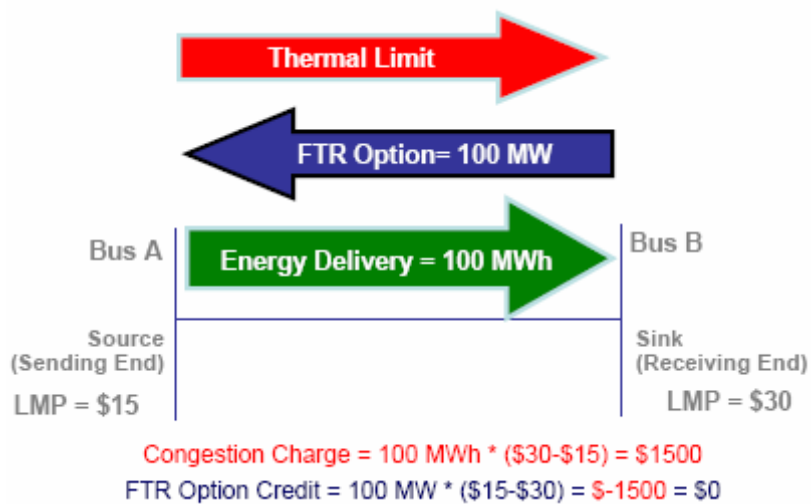 Thermal Limit
FTR Option= 100 MW
Bus A
Energy Delivery = 100 MWh
Bus B
Source
(Sending End)
LMP = $15
Sink
(Receiving End)
LMP = $30
Congestion Charge = 100 MWh * ($30-$15) = $1500
FTR Option Credit = 100 MW * ($15-$30) = $-1500 = $0